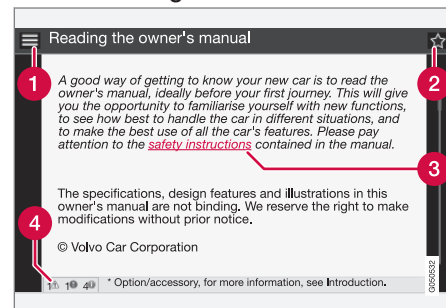 Reading the owner's manual
1
2
A good way of getting to know your new car is to read the
owner's manual, ideally before your first journey. This will give
you the opportunity to familiarise yourself with new functions,
to see how best to handle the car in different situations, and
to make the best use of all the car's features. Please pay
attention to the safety instructions contained in the manual.
3
The specifications, design features and illustrations in this
owner's manual are not binding. We reserve the right to make
modifications without prior notice.
4
© Volvo Car Corporation
1 1 4 * Option/accessory, for more information, see Introduction.
G050532